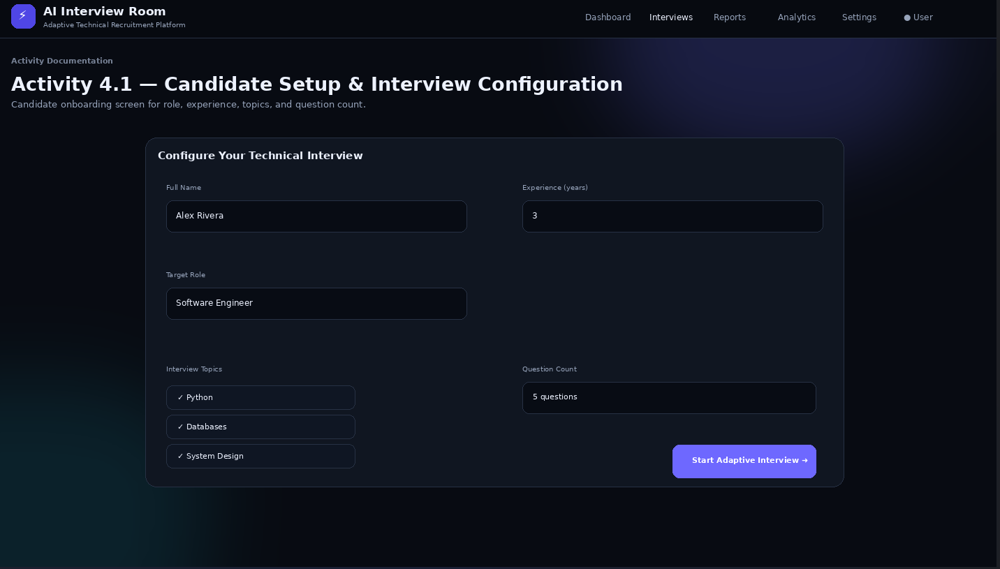 ⚡ AI Interview Room
Adaptive Technical Recruitment Platform
Dashboard Interviews Reports Analytics Settings ● User
Activity Documentation
Activity 4.1 — Candidate Setup & Interview Configuration
Candidate onboarding screen for role, experience, topics, and question count.
Configure Your Technical Interview
Full Name
Alex Rivera
Experience (years)
3
Target Role
Software Engineer
Interview Topics
✓ Python
✓ Databases
✓ System Design
Question Count
5 questions
Start Adaptive Interview →